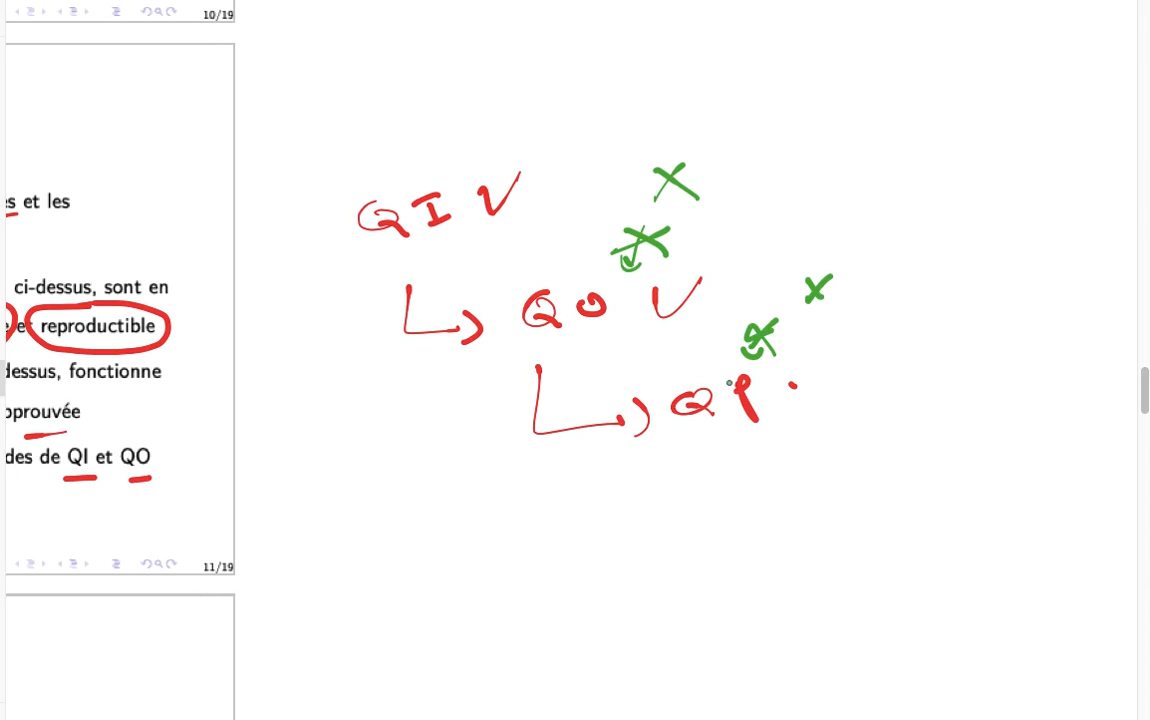 10/19
es et les
ci-dessus, sont en
et reproductible
dessus, fonctionne
pprouvée
des de QI et QO
11/19
QI V
QO V
QP